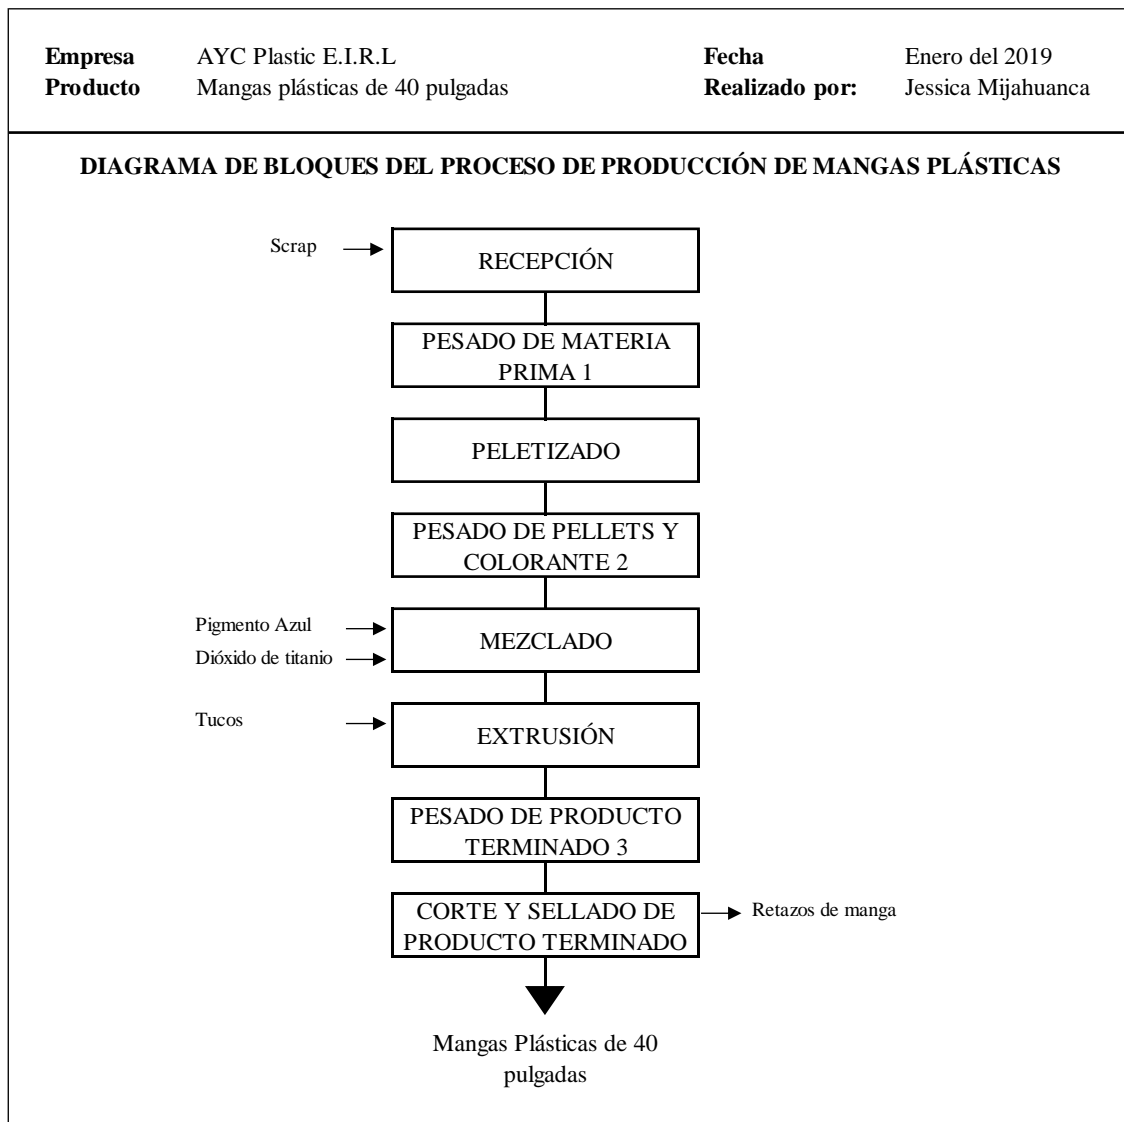 Empresa AYC Plastic E.I.R.L Fecha Enero del 2019
Producto Mangas plásticas de 40 pulgadas Realizado por: Jessica Mijahuanca
DIAGRAMA DE BLOQUES DEL PROCESO DE PRODUCCIÓN DE MANGAS PLÁSTICAS
Scrap
RECEPCIÓN
PESADO DE MATERIA
PRIMA 1
PELETIZADO
PESADO DE PELLETS Y
COLORANTE 2
Pigmento Azul
Dióxido de titanio
MEZCLADO
Tucos
EXTRUSIÓN
PESADO DE PRODUCTO
TERMINADO 3
CORTE Y SELLADO DE
PRODUCTO TERMINADO
Retazos de manga
Mangas Plásticas de 40
pulgadas